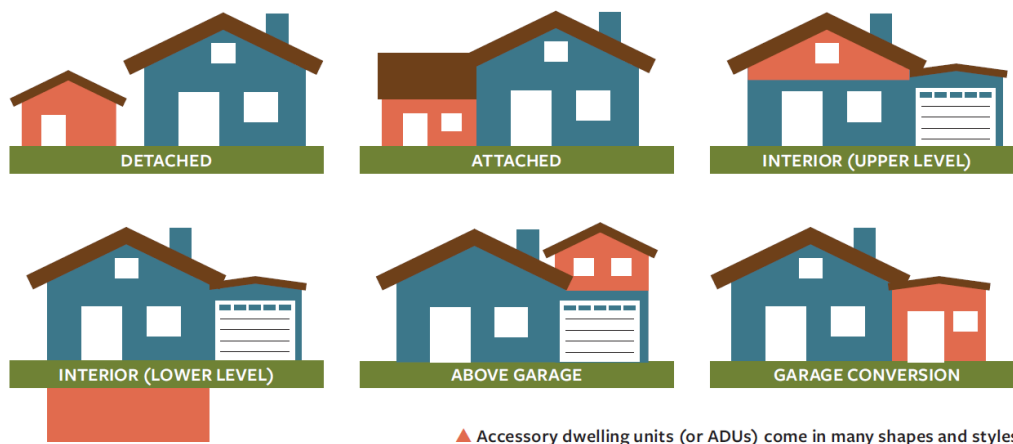 DETACHED
ATTACHED
INTERIOR (UPPER LEVEL)
INTERIOR (LOWER LEVEL)
ABOVE GARAGE
GARAGE CONVERSION
▲ Accessory dwelling units (or ADUs) come in many shapes and styles